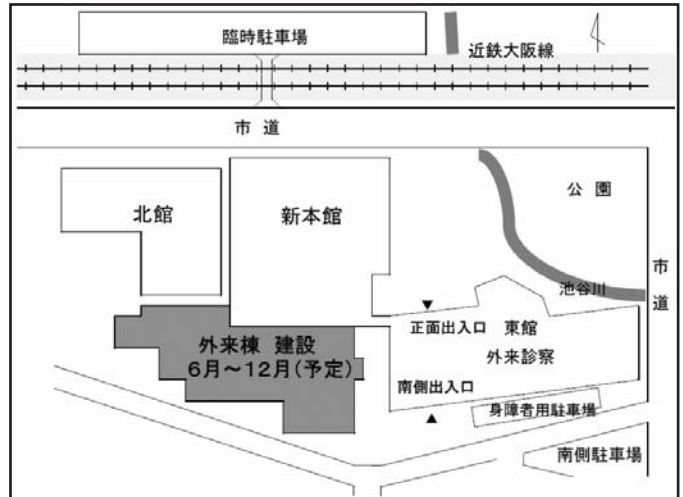 臨時駐車場
近鉄大阪線
市 道
公 園
北館
新本館
市道
池谷川
正面出入口
東館
外来診察
外来棟 建設
6月～12月(予定)
南側出入口
身障者用駐車場
南側駐車場